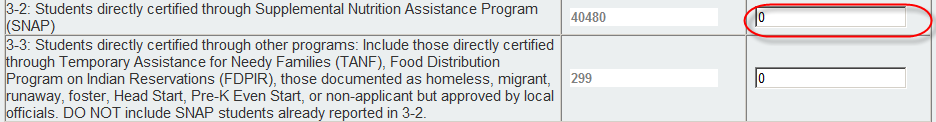 3-2: Students directly certified through Supplemental Nutrition Assistance Program
(SNAP)
40480
0
3-3: Students directly certified through other programs: Include those directly certified
through Temporary Assistance for Needy Families (TANF), Food Distribution
Program on Indian Reservations (FDPIR), those documented as homeless, migrant,
runaway, foster, Head Start, Pre-K Even Start, or non-applicant but approved by local
officials. DO NOT include SNAP students already reported in 3-2.
299
0